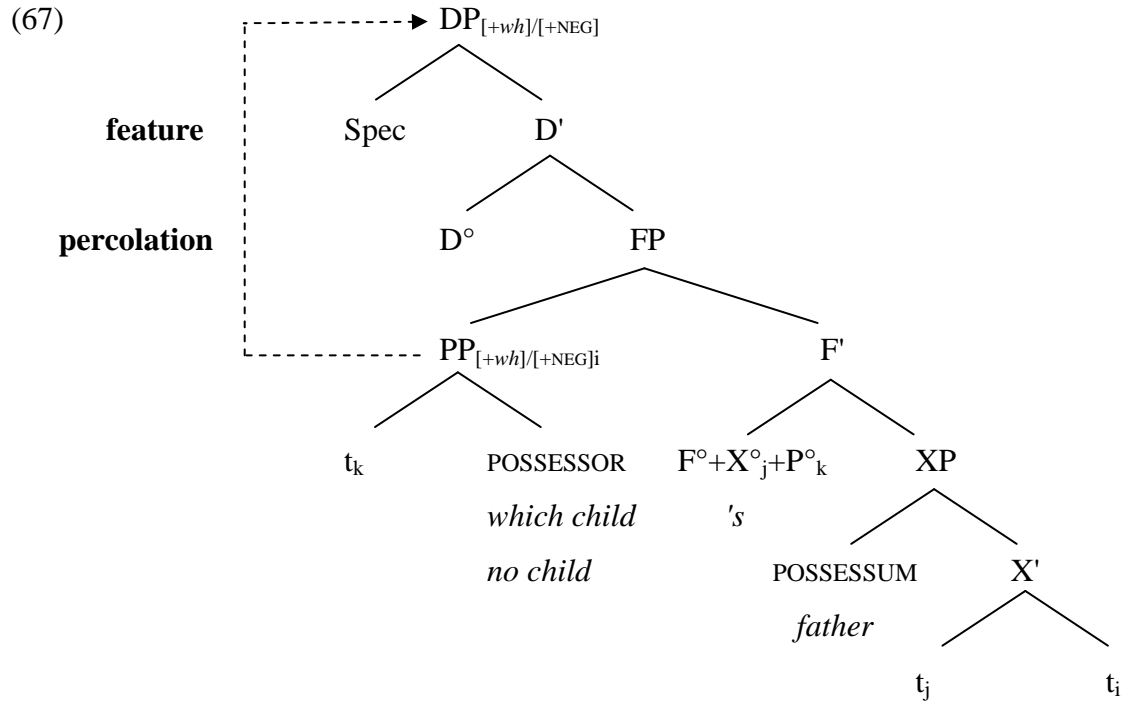 (67) DP[+wh]/[+NEG]
feature Spec D'
percolation D° FP
PP[+wh]/[+NEG]i F'
tk POSSESSOR F°+X°j+P°k XP
which child 's
no child POSSESSUM X'
father
tj ti